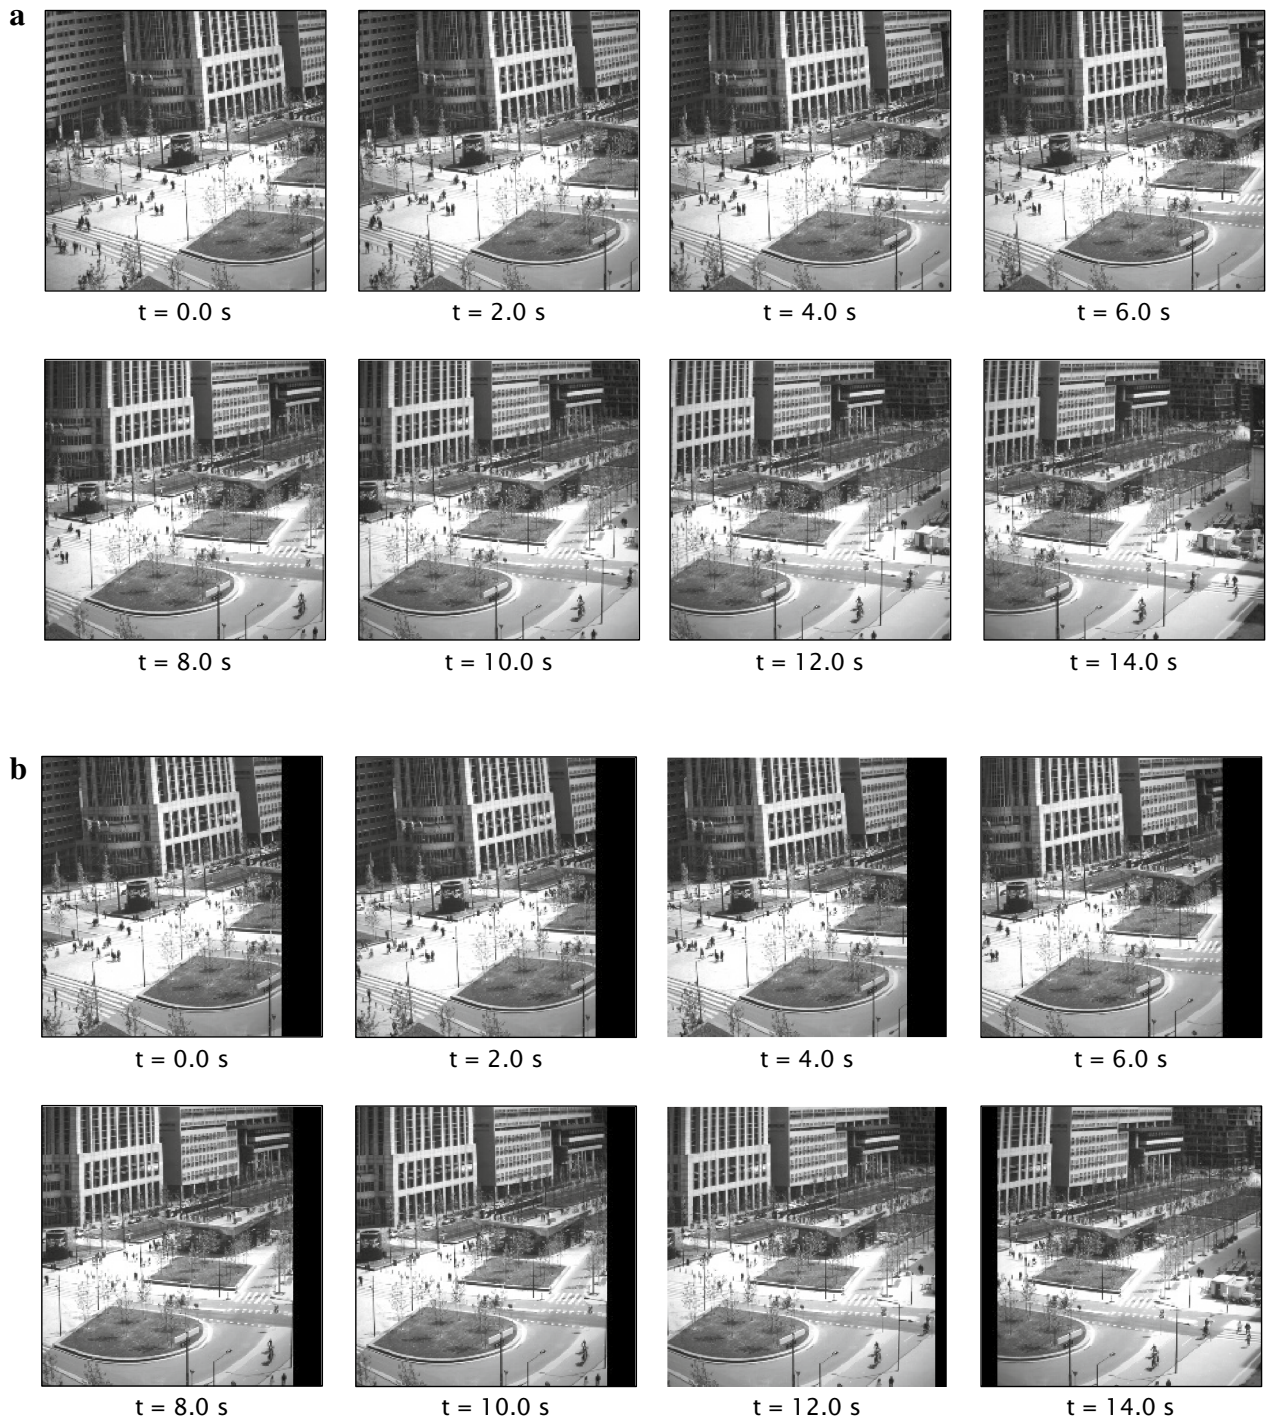 a
t = 0.0 s t = 2.0 s t = 4.0 s t = 6.0 s
t = 8.0 s t = 10.0 s t = 12.0 s t = 14.0 s
b
t = 0.0 s t = 2.0 s t = 4.0 s t = 6.0 s
t = 8.0 s t = 10.0 s t = 12.0 s t = 14.0 s